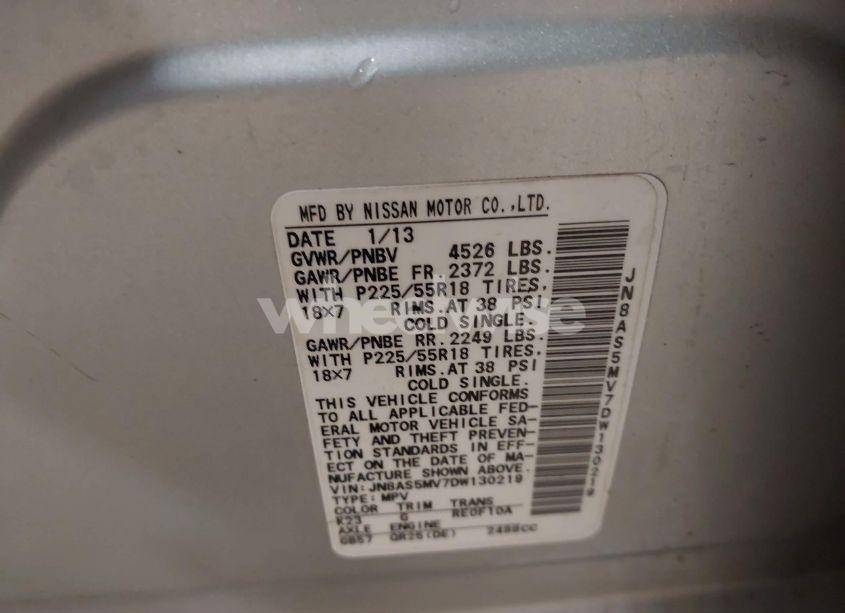 MFD BY NISSAN MOTOR CO.,LTD.
DATE 1/13
GVWR/PNBV 4526 LBS.
GAWR/PNBE FR. 2372 LBS.
WITH P225/55R18 TIRES,
18×7 RIMS.AT 38 PSI
COLD SINGLE.
GAWR/PNBE RR. 2249 LBS.
WITH P225/55R18 TIRES,
18×7 RIMS.AT 38 PSI
COLD SINGLE.
THIS VEHICLE CONFORMS
TO ALL APPLICABLE FED-
ERAL MOTOR VEHICLE SA-
FETY AND THEFT PREVEN-
TION STANDARDS IN EFF-
ECT ON THE DATE OF MA-
NUFACTURE SHOWN ABOVE.
VIN: JN8AS5MV7DW130219
TYPE: MPV
COLOR TRIM TRANS
K23 G RE0F10A
AXLE ENGINE
GB57 QR25(DE) 2488CC
JN8AS5MV7DW130219
wheelverse